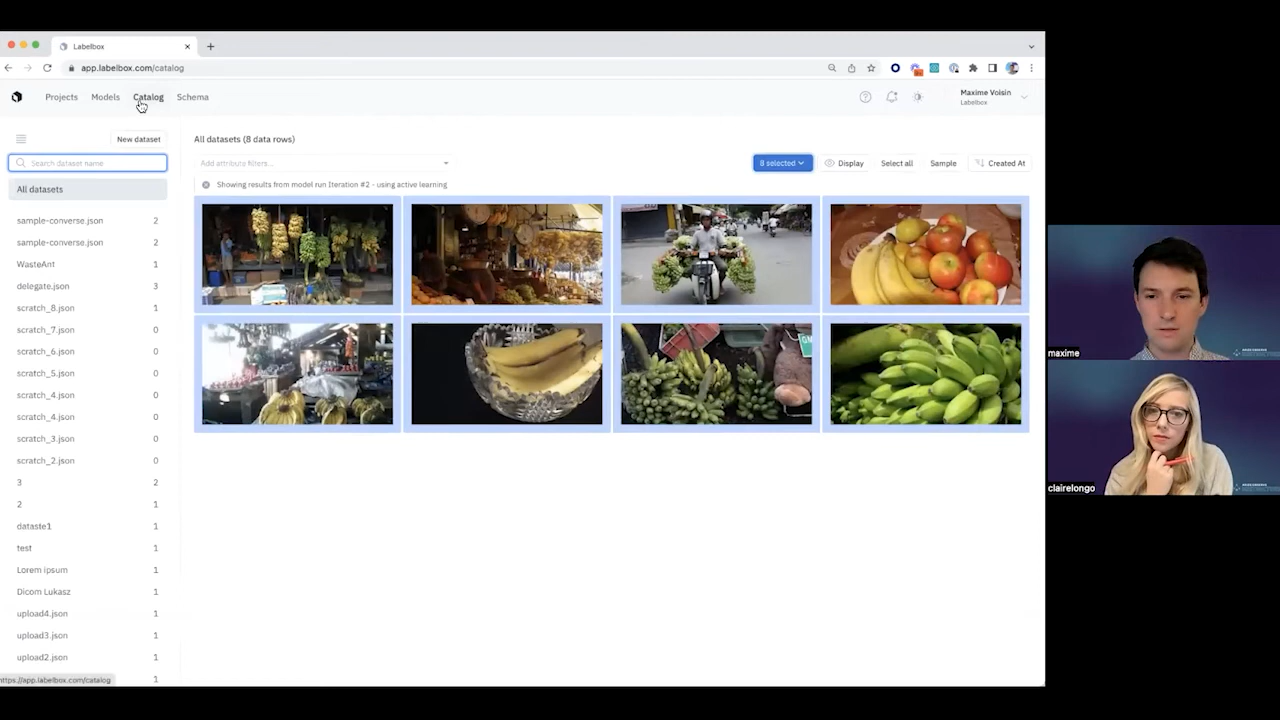 Labelbox
app.labelbox.com/catalog
Projects Models Catalog Schema
Maxime Voisin
Labelbox
New dataset
All datasets (8 data rows)
Search dataset name
Add attribute filters...
8 selected
Display
Select all
Sample
Created At
Showing results from model run Iteration #2 - using active learning
All datasets
sample-converse.json 2
sample-converse.json 2
WasteAnt 1
delegate.json 3
scratch_8.json 1
scratch_7.json 0
scratch_6.json 0
scratch_5.json 0
scratch_4.json 0
scratch_4.json 0
scratch_3.json 0
scratch_2.json 0
3 2
2 1
dataste1 1
test 1
Lorem ipsum 1
Dicom Lukasz 1
upload4.json 1
upload3.json 1
upload2.json 1
1
https://app.labelbox.com/catalog
maxime
clairelongo